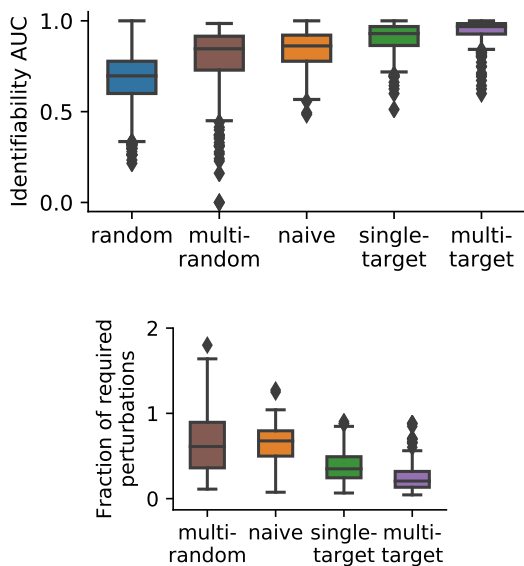 Identifiability AUC
1.0
0.5
0.0
random
multi-
random
naive
single-
target
multi-
target
Fraction of required
perturbations
2
1
0
multi-
random
naive
single-
target
multi-
target